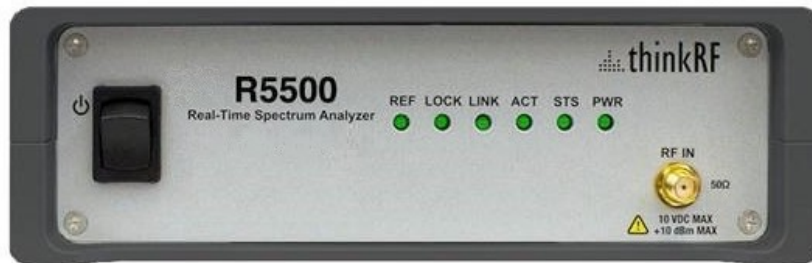 thinkRF
R5500
Real-Time Spectrum Analyzer
REF LOCK LINK ACT STS PWR
RF IN
50Ω
10 VDC MAX
+10 dBm MAX